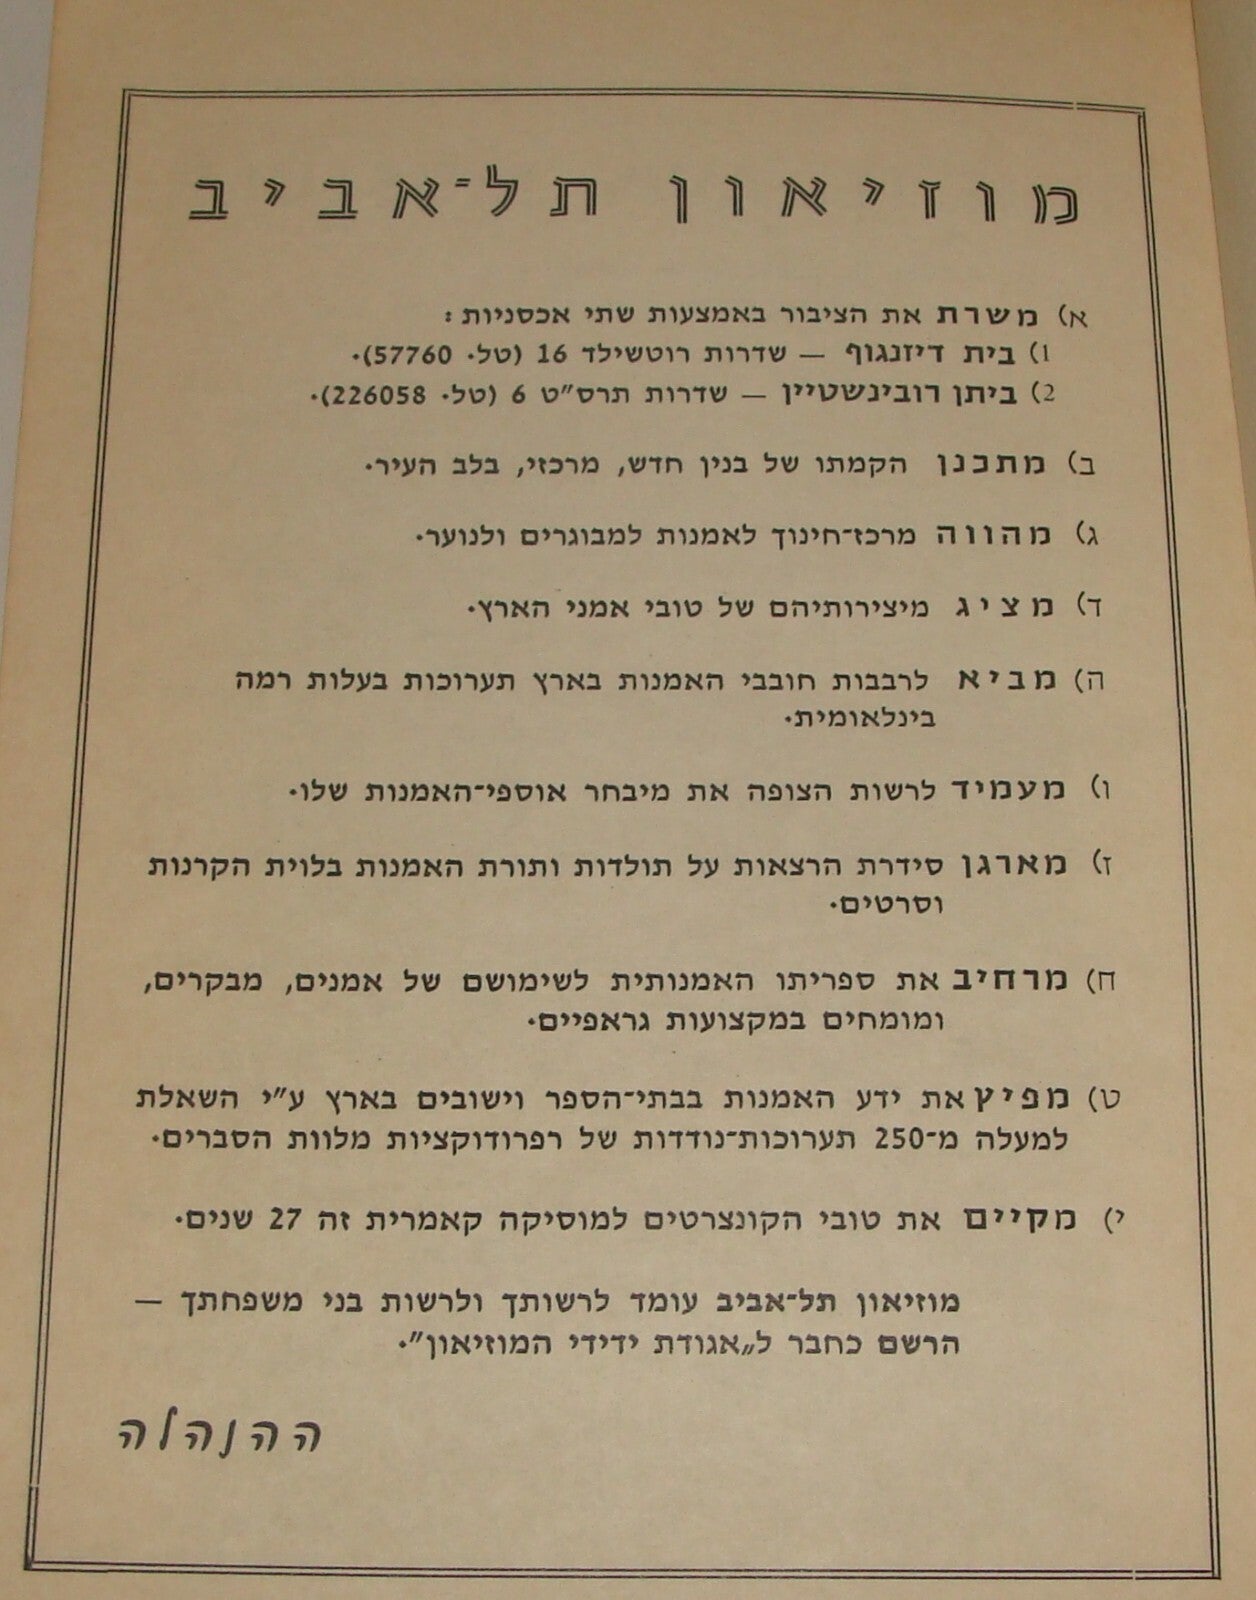 מוזיאון תל־אביב
א) משרת את הציבור באמצעות שתי אכסניות:
1) בית דיזנגוף — שדרות רוטשילד 16 (טל. 57760).
2) ביתן רובינשטיין — שדרות תרס"ט 6 (טל. 226058).
ב) מתכנן הקמתו של בנין חדש, מרכזי, בלב העיר.
ג) מהווה מרכז־חינוך לאמנות למבוגרים ולנוער.
ד) מציג מיצירותיהם של טובי אמני הארץ.
ה) מביא לרבבות חובבי האמנות בארץ תערוכות בעלות רמה
בינלאומית.
ו) מעמיד לרשות הצופה את מיבחר אוספי־האמנות שלו.
ז) מארגן סידרת הרצאות על תולדות ותורת האמנות בלוית הקרנות
וסרטים.
ח) מרחיב את ספריתו האמנותית לשימושם של אמנים, מבקרים,
ומומחים במקצועות גראפיים.
ט) מפיץ את ידע האמנות בבתי־הספר וישובים בארץ ע"י השאלת
למעלה מ־250 תערוכות־נודדות של רפרודוקציות מלוות הסברים.
י) מקיים את טובי הקונצרטים למוסיקה קאמרית זה 27 שנים.
מוזיאון תל־אביב עומד לרשותך ולרשות בני משפחתך —
הרשם כחבר ל„אגודת ידידי המוזיאון".
ההנהלה